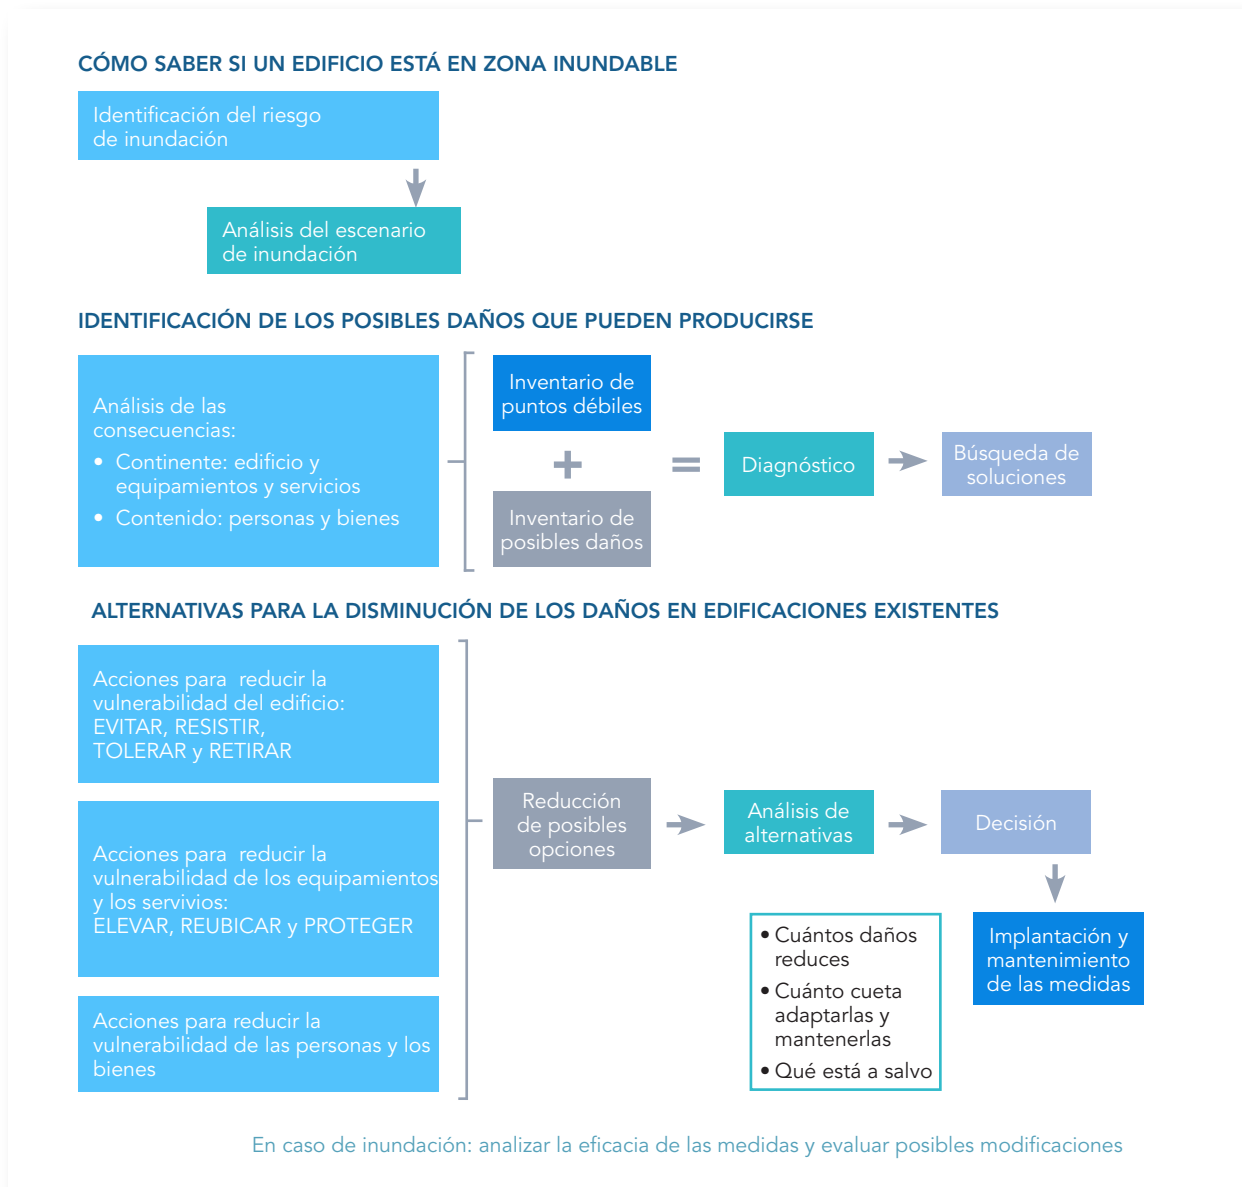 CÓMO SABER SI UN EDIFICIO ESTÁ EN ZONA INUNDABLE
Identificación del riesgo
de inundación
Análisis del escenario
de inundación
IDENTIFICACIÓN DE LOS POSIBLES DAÑOS QUE PUEDEN PRODUCIRSE
Análisis de las
consecuencias:
• Continente: edificio y
equipamientos y servicios
• Contenido: personas y bienes
Inventario de
puntos débiles
+
Inventario de
posibles daños
=
Diagnóstico
Búsqueda de
soluciones
ALTERNATIVAS PARA LA DISMINUCIÓN DE LOS DAÑOS EN EDIFICACIONES EXISTENTES
Acciones para reducir la
vulnerabilidad del edificio:
EVITAR, RESISTIR,
TOLERAR y RETIRAR
Acciones para reducir la
vulnerabilidad de los equipamientos
y los servivios:
ELEVAR, REUBICAR y PROTEGER
Acciones para reducir la
vulnerabilidad de las personas y los
bienes
Reducción
de posibles
opciones
Análisis de
alternativas
• Cuántos daños
reduces
• Cuánto cueta
adaptarlas y
mantenerlas
• Qué está a salvo
Decisión
Implantación y
mantenimiento
de las medidas
En caso de inundación: analizar la eficacia de las medidas y evaluar posibles modificaciones